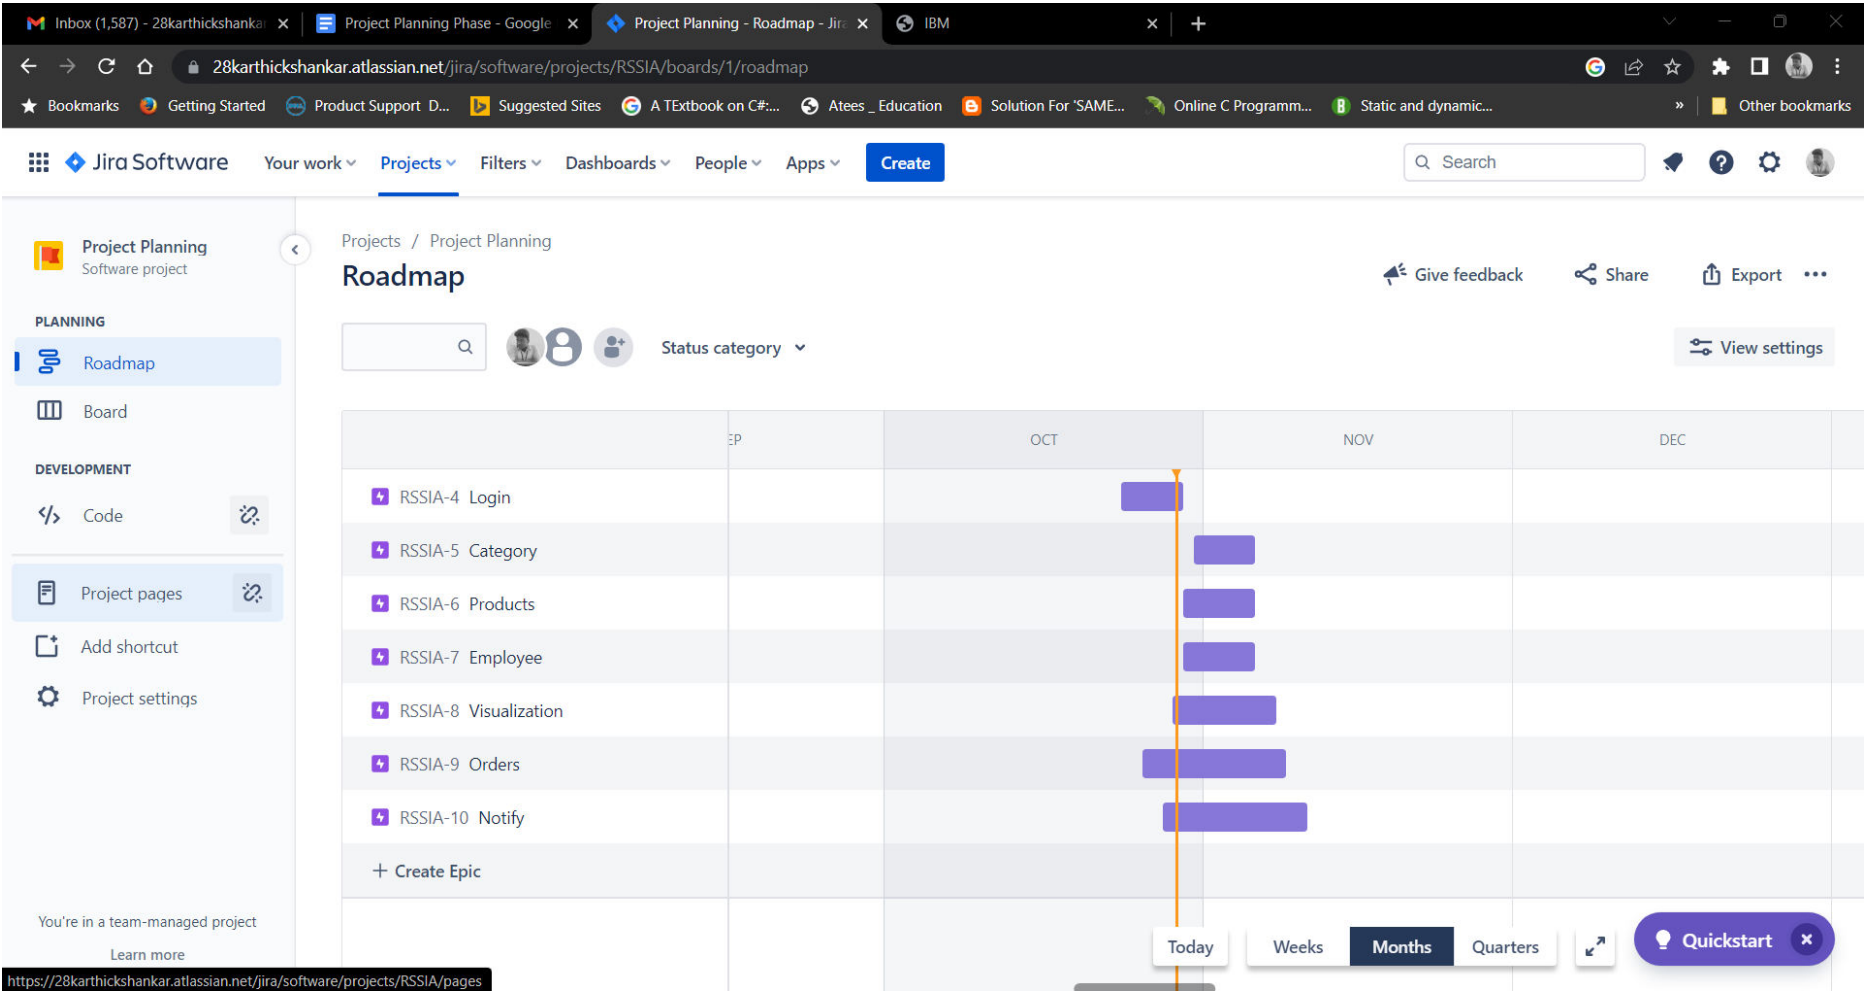 Inbox (1,587) - 28karthickshankar
Project Planning Phase - Google
Project Planning - Roadmap - Jira
IBM
28karthickshankar.atlassian.net/jira/software/projects/RSSIA/boards/1/roadmap
Bookmarks Getting Started Product Support D... Suggested Sites A TExtbook on C#:... Atees _ Education Solution For 'SAME... Online C Programm... Static and dynamic... » Other bookmarks
Jira Software Your work Projects Filters Dashboards People Apps Create Search
Project Planning
Software project
Projects / Project Planning
Roadmap
Give feedback Share Export
PLANNING
Roadmap
Board
Status category
View settings
DEVELOPMENT
Code
Project pages
Add shortcut
Project settings
EP OCT NOV DEC
RSSIA-4 Login
RSSIA-5 Category
RSSIA-6 Products
RSSIA-7 Employee
RSSIA-8 Visualization
RSSIA-9 Orders
RSSIA-10 Notify
+ Create Epic
You're in a team-managed project
Learn more
Today Weeks Months Quarters
Quickstart
https://28karthickshankar.atlassian.net/jira/software/projects/RSSIA/pages